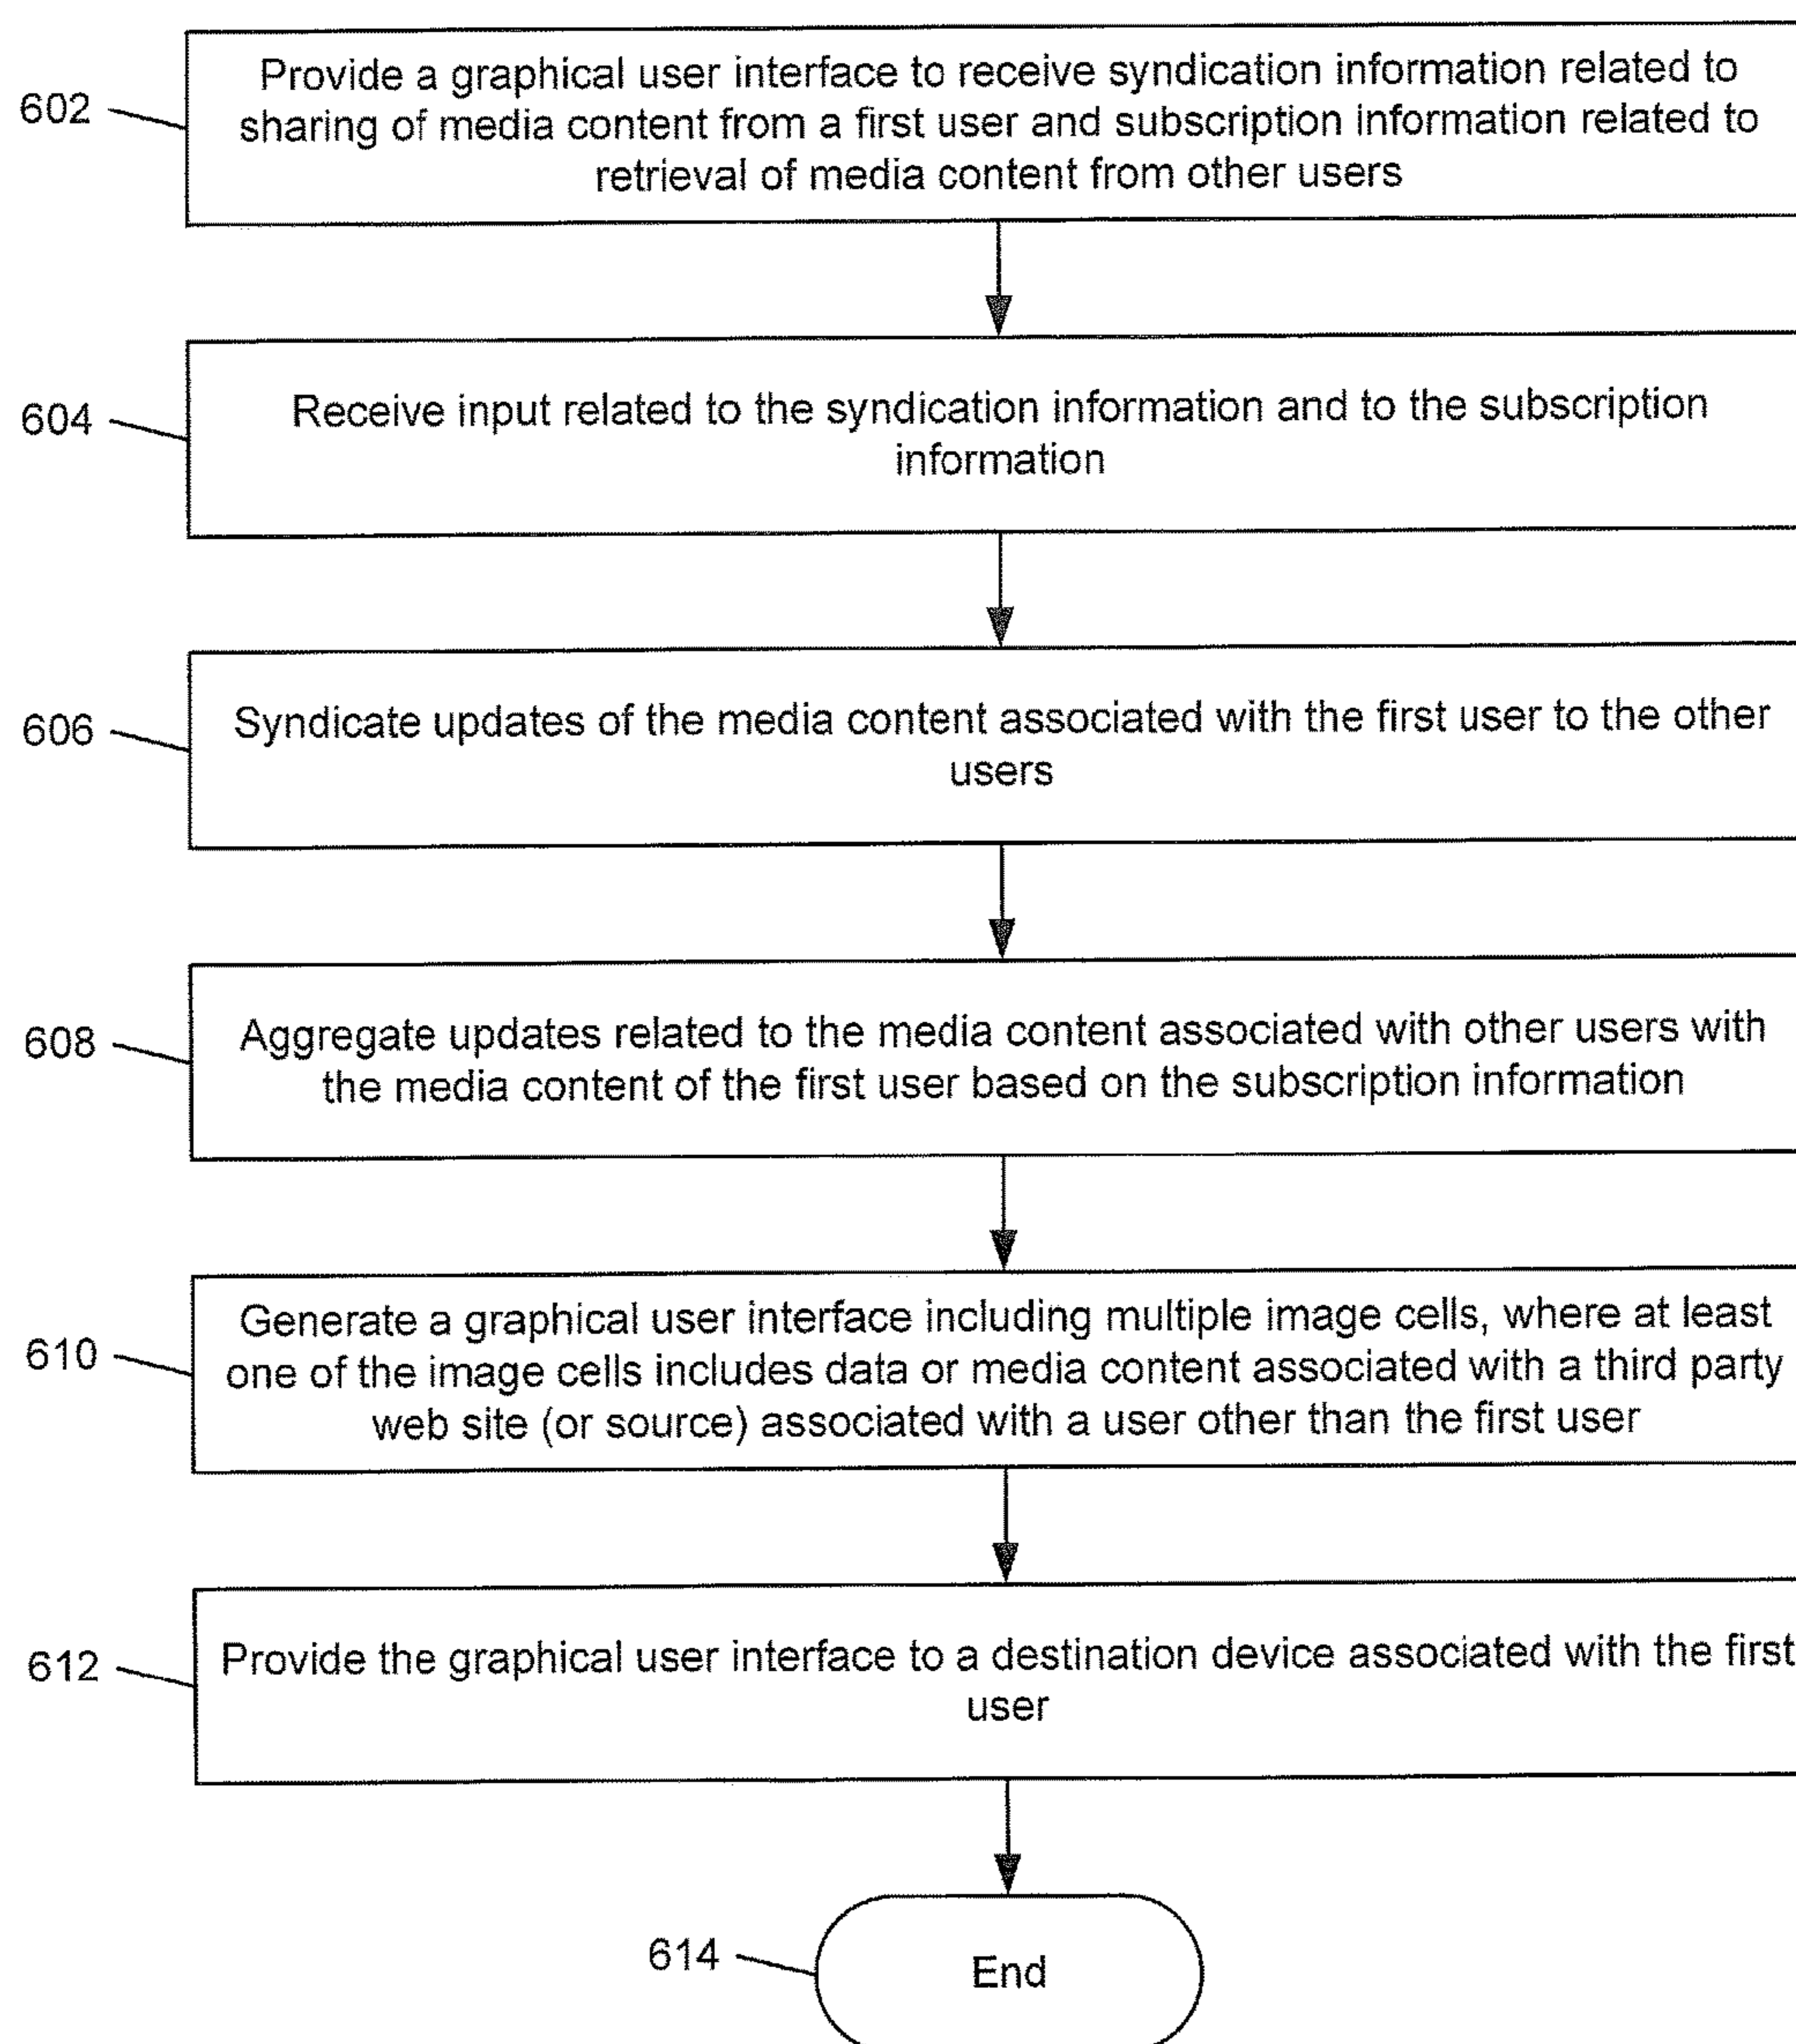 602
Provide a graphical user interface to receive syndication information related to
sharing of media content from a first user and subscription information related to
retrieval of media content from other users
604
Receive input related to the syndication information and to the subscription
information
606
Syndicate updates of the media content associated with the first user to the other
users
608
Aggregate updates related to the media content associated with other users with
the media content of the first user based on the subscription information
610
Generate a graphical user interface including multiple image cells, where at least
one of the image cells includes data or media content associated with a third party
web site (or source) associated with a user other than the first user
612
Provide the graphical user interface to a destination device associated with the first
user
614
End